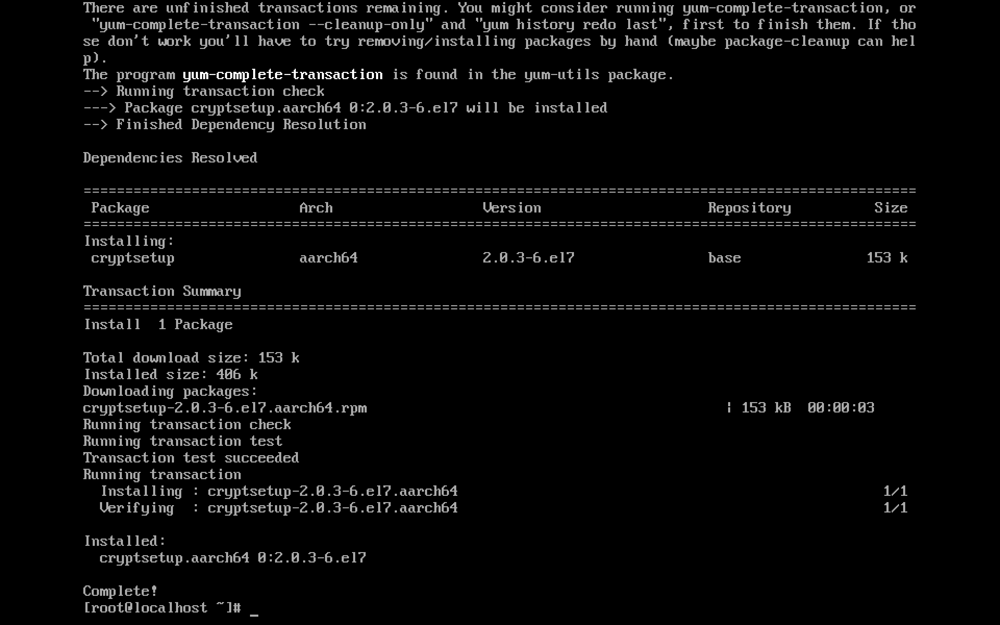 There are unfinished transactions remaining. You might consider running yum-complete-transaction, or
 "yum-complete-transaction --cleanup-only" and "yum history redo last", first to finish them. If tho
se don't work you'll have to try removing/installing packages by hand (maybe package-cleanup can hel
p).
The program yum-complete-transaction is found in the yum-utils package.
--> Running transaction check
---> Package cryptsetup.aarch64 0:2.0.3-6.el7 will be installed
--> Finished Dependency Resolution

Dependencies Resolved

====================================================================================================
 Package                  Arch                  Version                    Repository          Size
====================================================================================================
Installing:
 cryptsetup               aarch64               2.0.3-6.el7                base               153 k

Transaction Summary
====================================================================================================
Install  1 Package

Total download size: 153 k
Installed size: 406 k
Downloading packages:
cryptsetup-2.0.3-6.el7.aarch64.rpm                                           | 153 kB  00:00:03
Running transaction check
Running transaction test
Transaction test succeeded
Running transaction
  Installing : cryptsetup-2.0.3-6.el7.aarch64                                                   1/1
  Verifying  : cryptsetup-2.0.3-6.el7.aarch64                                                   1/1

Installed:
  cryptsetup.aarch64 0:2.0.3-6.el7

Complete!
[root@localhost ~]# _